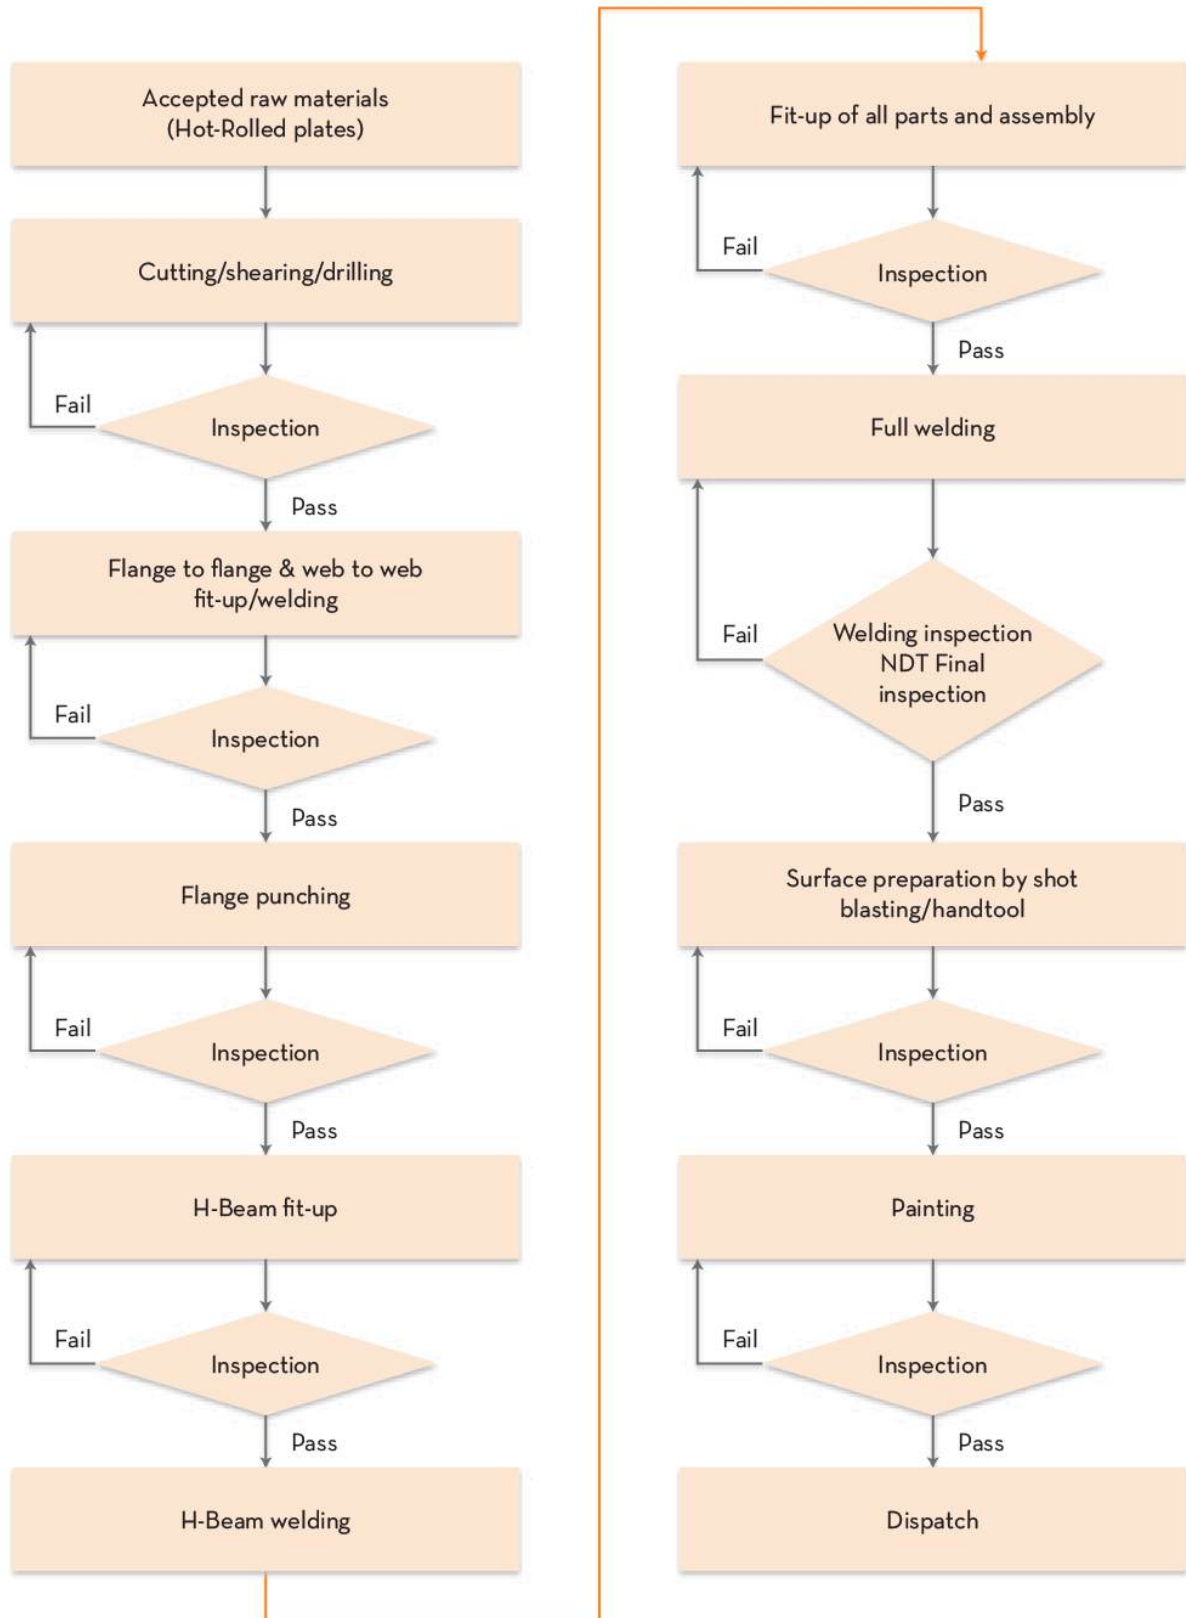 Accepted raw materials
(Hot-Rolled plates)
Cutting/shearing/drilling
Fail
Inspection
Pass
Flange to flange & web to web
fit-up/welding
Fail
Inspection
Pass
Flange punching
Fail
Inspection
Pass
H-Beam fit-up
Fail
Inspection
Pass
H-Beam welding
Fit-up of all parts and assembly
Fail
Inspection
Pass
Full welding
Fail
Welding inspection
NDT Final
inspection
Pass
Surface preparation by shot
blasting/handtool
Fail
Inspection
Pass
Painting
Fail
Inspection
Pass
Dispatch